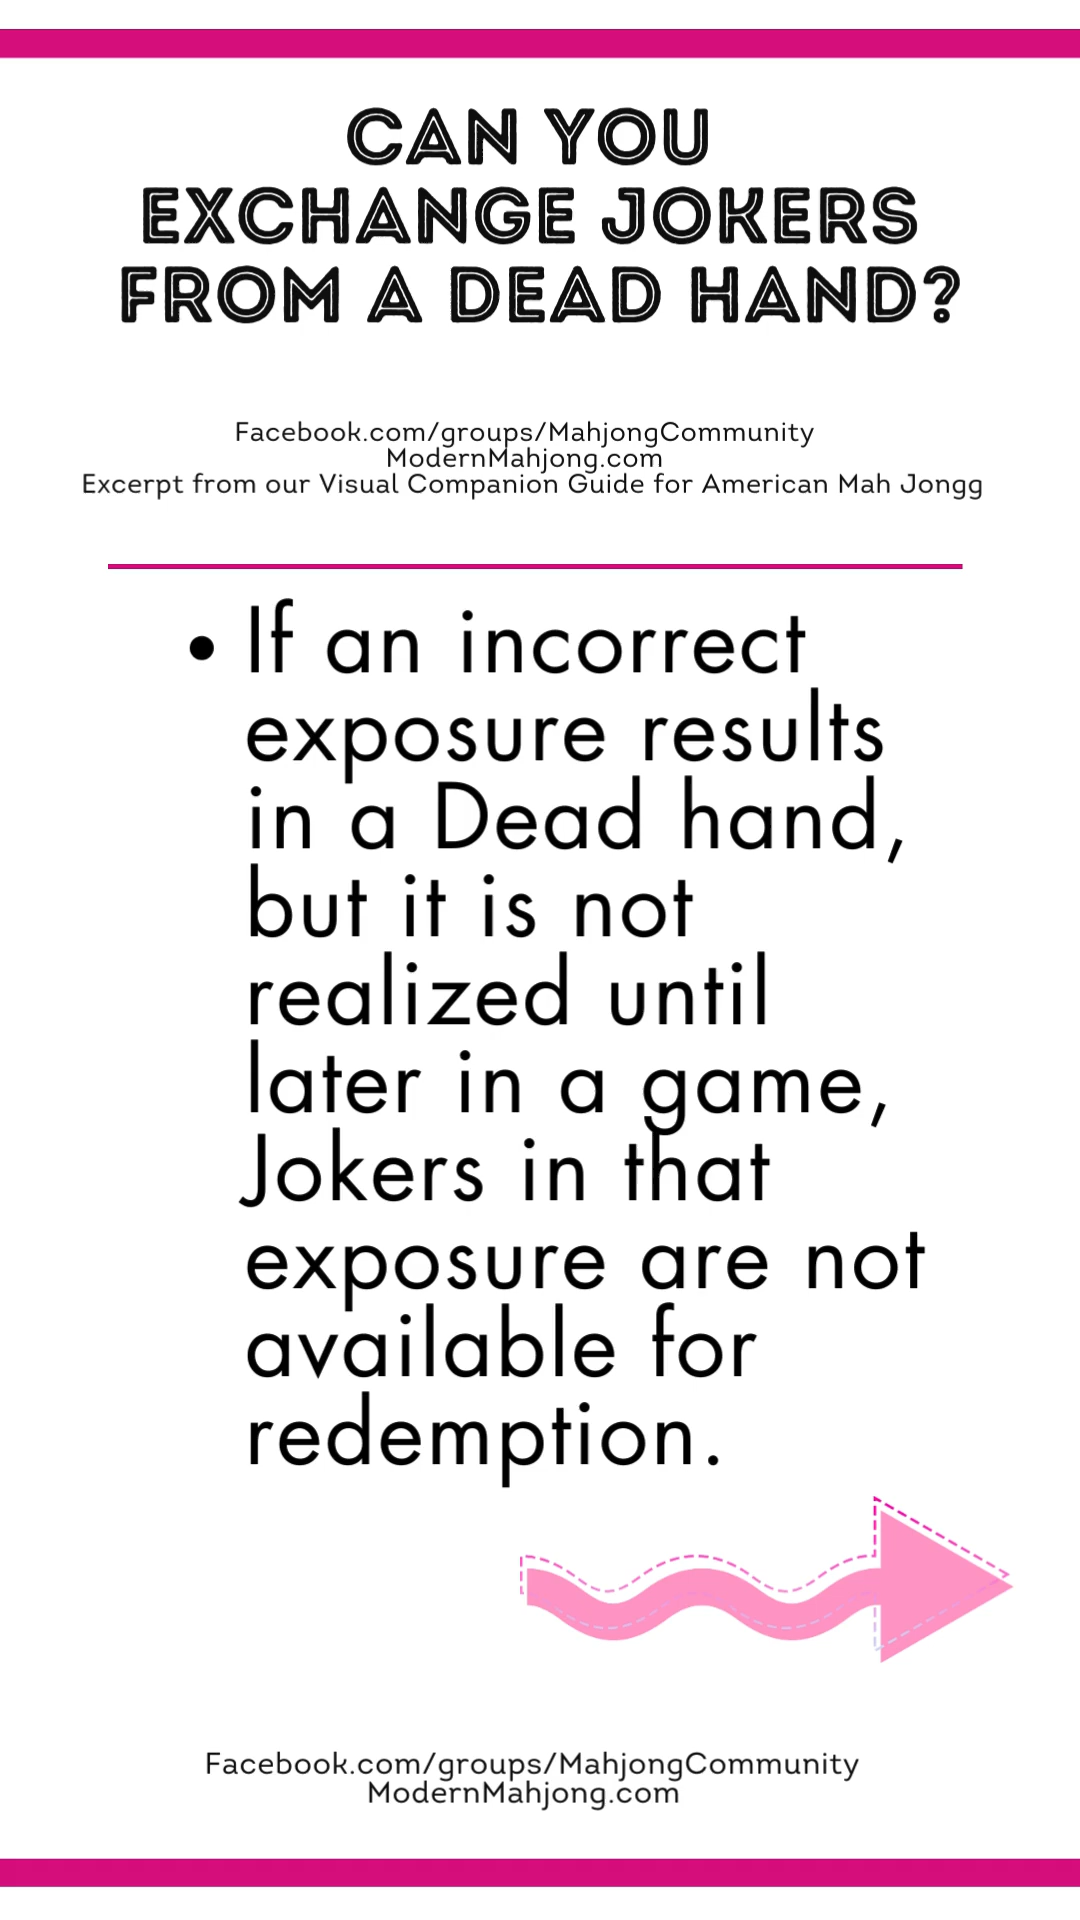 CAN YOU
EXCHANGE JOKERS
FROM A DEAD HAND?
Facebook.com/groups/MahjongCommunity
ModernMahjong.com
Excerpt from our Visual Companion Guide for American Mah Jongg
• If an incorrect
exposure results
in a Dead hand,
but it is not
realized until
later in a game,
Jokers in that
exposure are not
available for
redemption.
Facebook.com/groups/MahjongCommunity
ModernMahjong.com